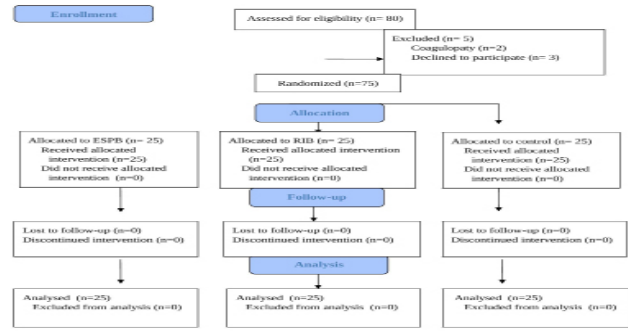 Enrollment
Assessed for eligibility (n= 80)
Excluded (n= 5)
Coagulopaty (n=2)
Declined to participate (n= 3)
Randomized (n=75)
Allocation
Allocated to ESPB (n= 25)
Received allocated
intervention (n=25)
Did not receive allocated
intervention (n=0)
Allocated to RIB (n= 25)
Received allocated intervention
(n=25)
Did not receive allocated
intervention (n=0)
Allocated to control (n= 25)
Received allocated
intervention (n=25)
Did not receive allocated
intervention (n=0)
Follow-up
Lost to follow-up (n=0)
Discontinued intervention (n=0)
Lost to follow-up (n=0)
Discontinued intervention (n=0)
Lost to follow-up (n=0)
Discontinued intervention (n=0)
Analysis
Analysed (n=25)
Excluded from analysis (n=0)
Analysed (n=25)
Excluded from analysis (n=0)
Analysed (n=25)
Excluded from analysis (n=0)